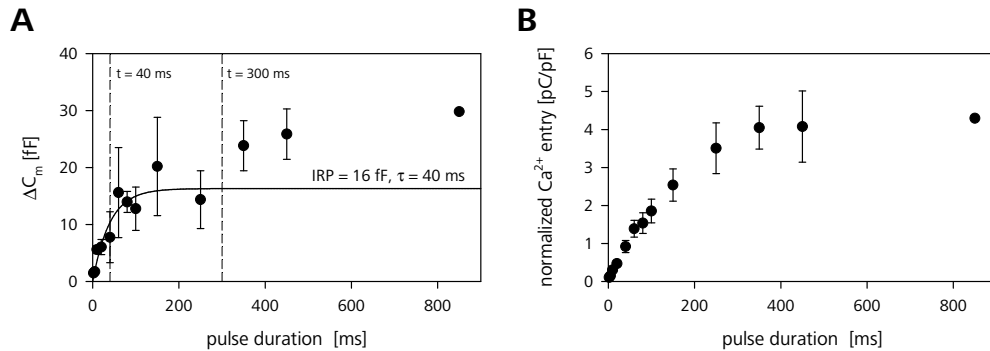 A
B
40
30
20
10
0
ΔCm [fF]
t = 40 ms
t = 300 ms
IRP = 16 fF, τ = 40 ms
0
200
400
600
800
pulse duration [ms]
6
5
4
3
2
1
0
normalized Ca2+ entry [pC/pF]
0
200
400
600
800
pulse duration [ms]